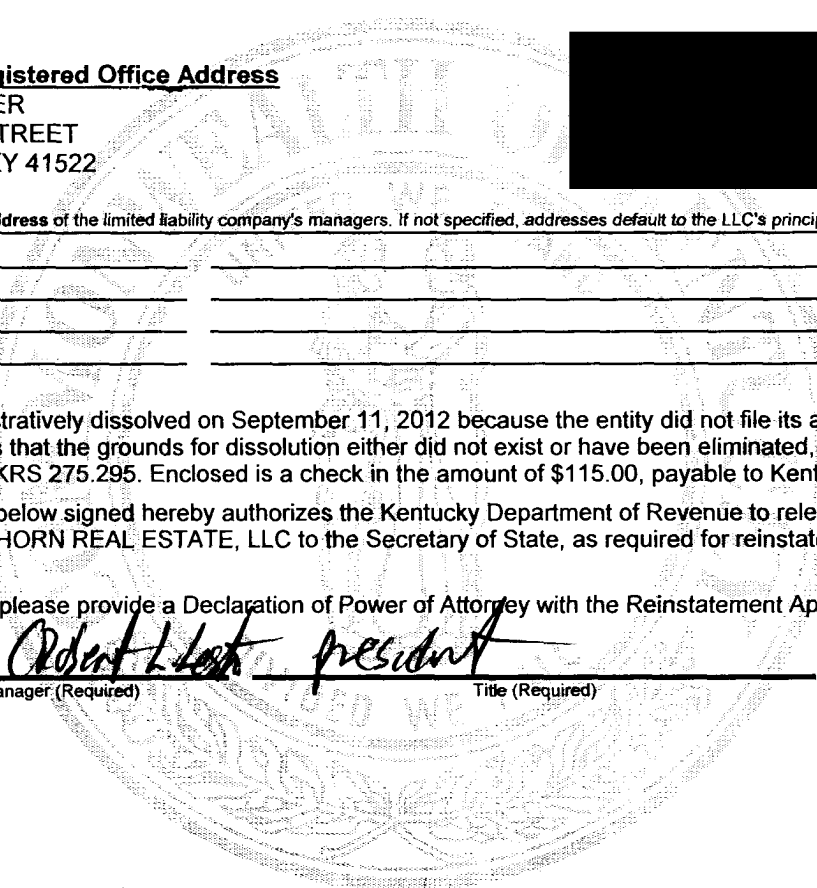 gistered Office Address
ER
TREET
Y 41522
ddress of the limited liability company's managers. If not specified, addresses default to the LLC's princip
tratively dissolved on September 11, 2012 because the entity did not file its a
s that the grounds for dissolution either did not exist or have been eliminated,
KRS 275.295. Enclosed is a check in the amount of $115.00, payable to Kent
below signed hereby authorizes the Kentucky Department of Revenue to rele
HORN REAL ESTATE, LLC to the Secretary of State, as required for reinstat
please provide a Declaration of Power of Attorney with the Reinstatement Ap
Robert L president
anager (Required) Title (Required)